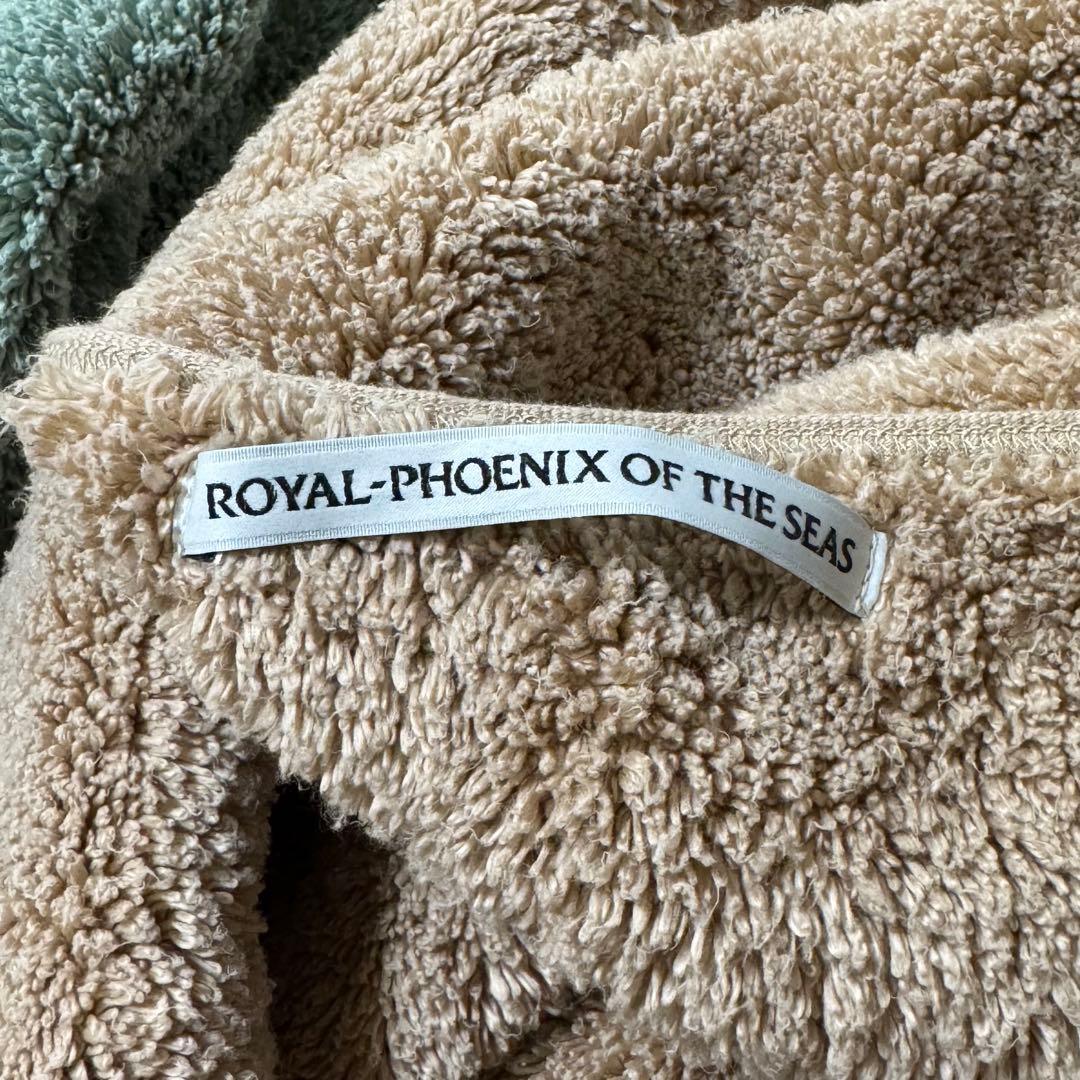 ROYAL-PHOENIX OF THE SEAS